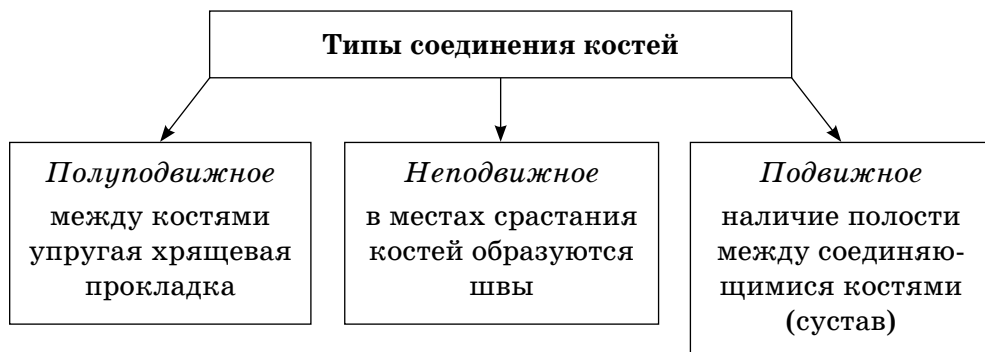 Типы соединения костей
Полуподвижное
между костями
упругая хрящевая
прокладка
Неподвижное
в местах срастания
костей образуются
швы
Подвижное
наличие полости
между соединяю-
щимися костями
(сустав)